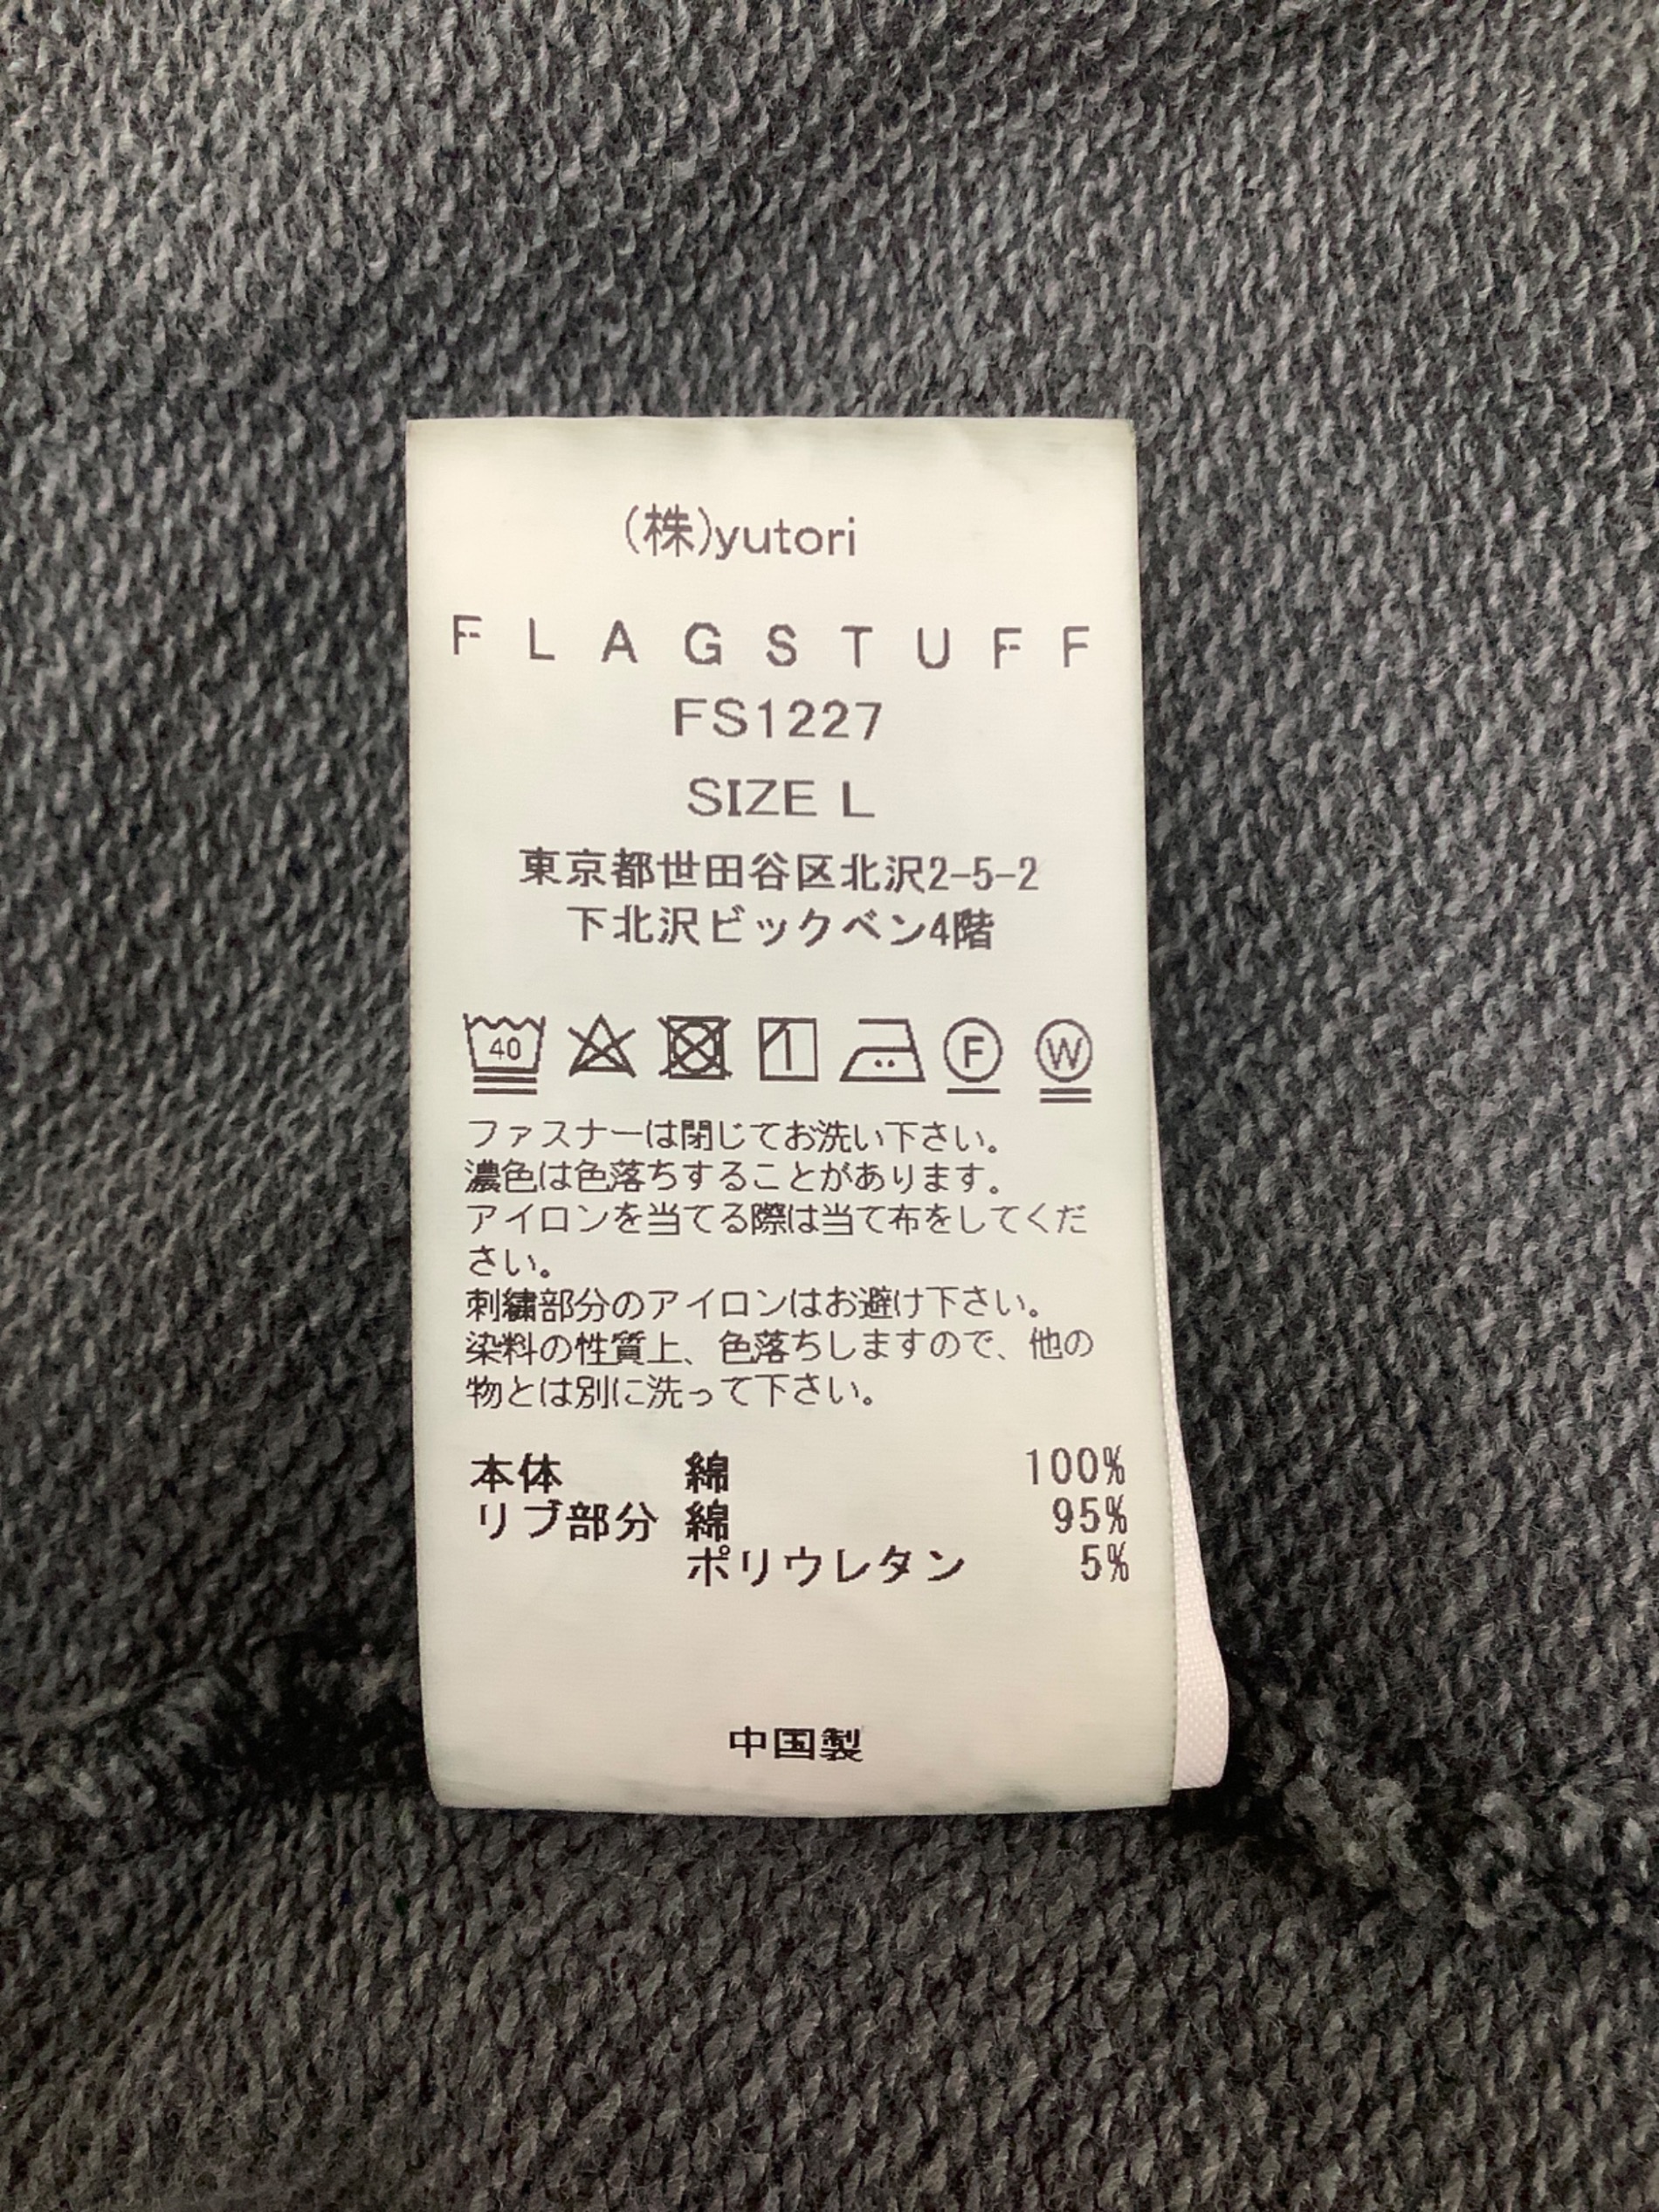 (株)yutori
FLAGSTUFF
FS1227
SIZE L
東京都世田谷区北沢2-5-2
下北沢ビックベン4階
40 F W
ファスナーは閉じてお洗い下さい。
濃色は色落ちすることがあります。
アイロンを当てる際は当て布をしてくだ
さい。
刺繍部分のアイロンはお避け下さい。
染料の性質上、色落ちしますので、他の
物とは別に洗って下さい。
本体 綿 100%
リブ部分 綿 95%
ポリウレタン 5%
中国製